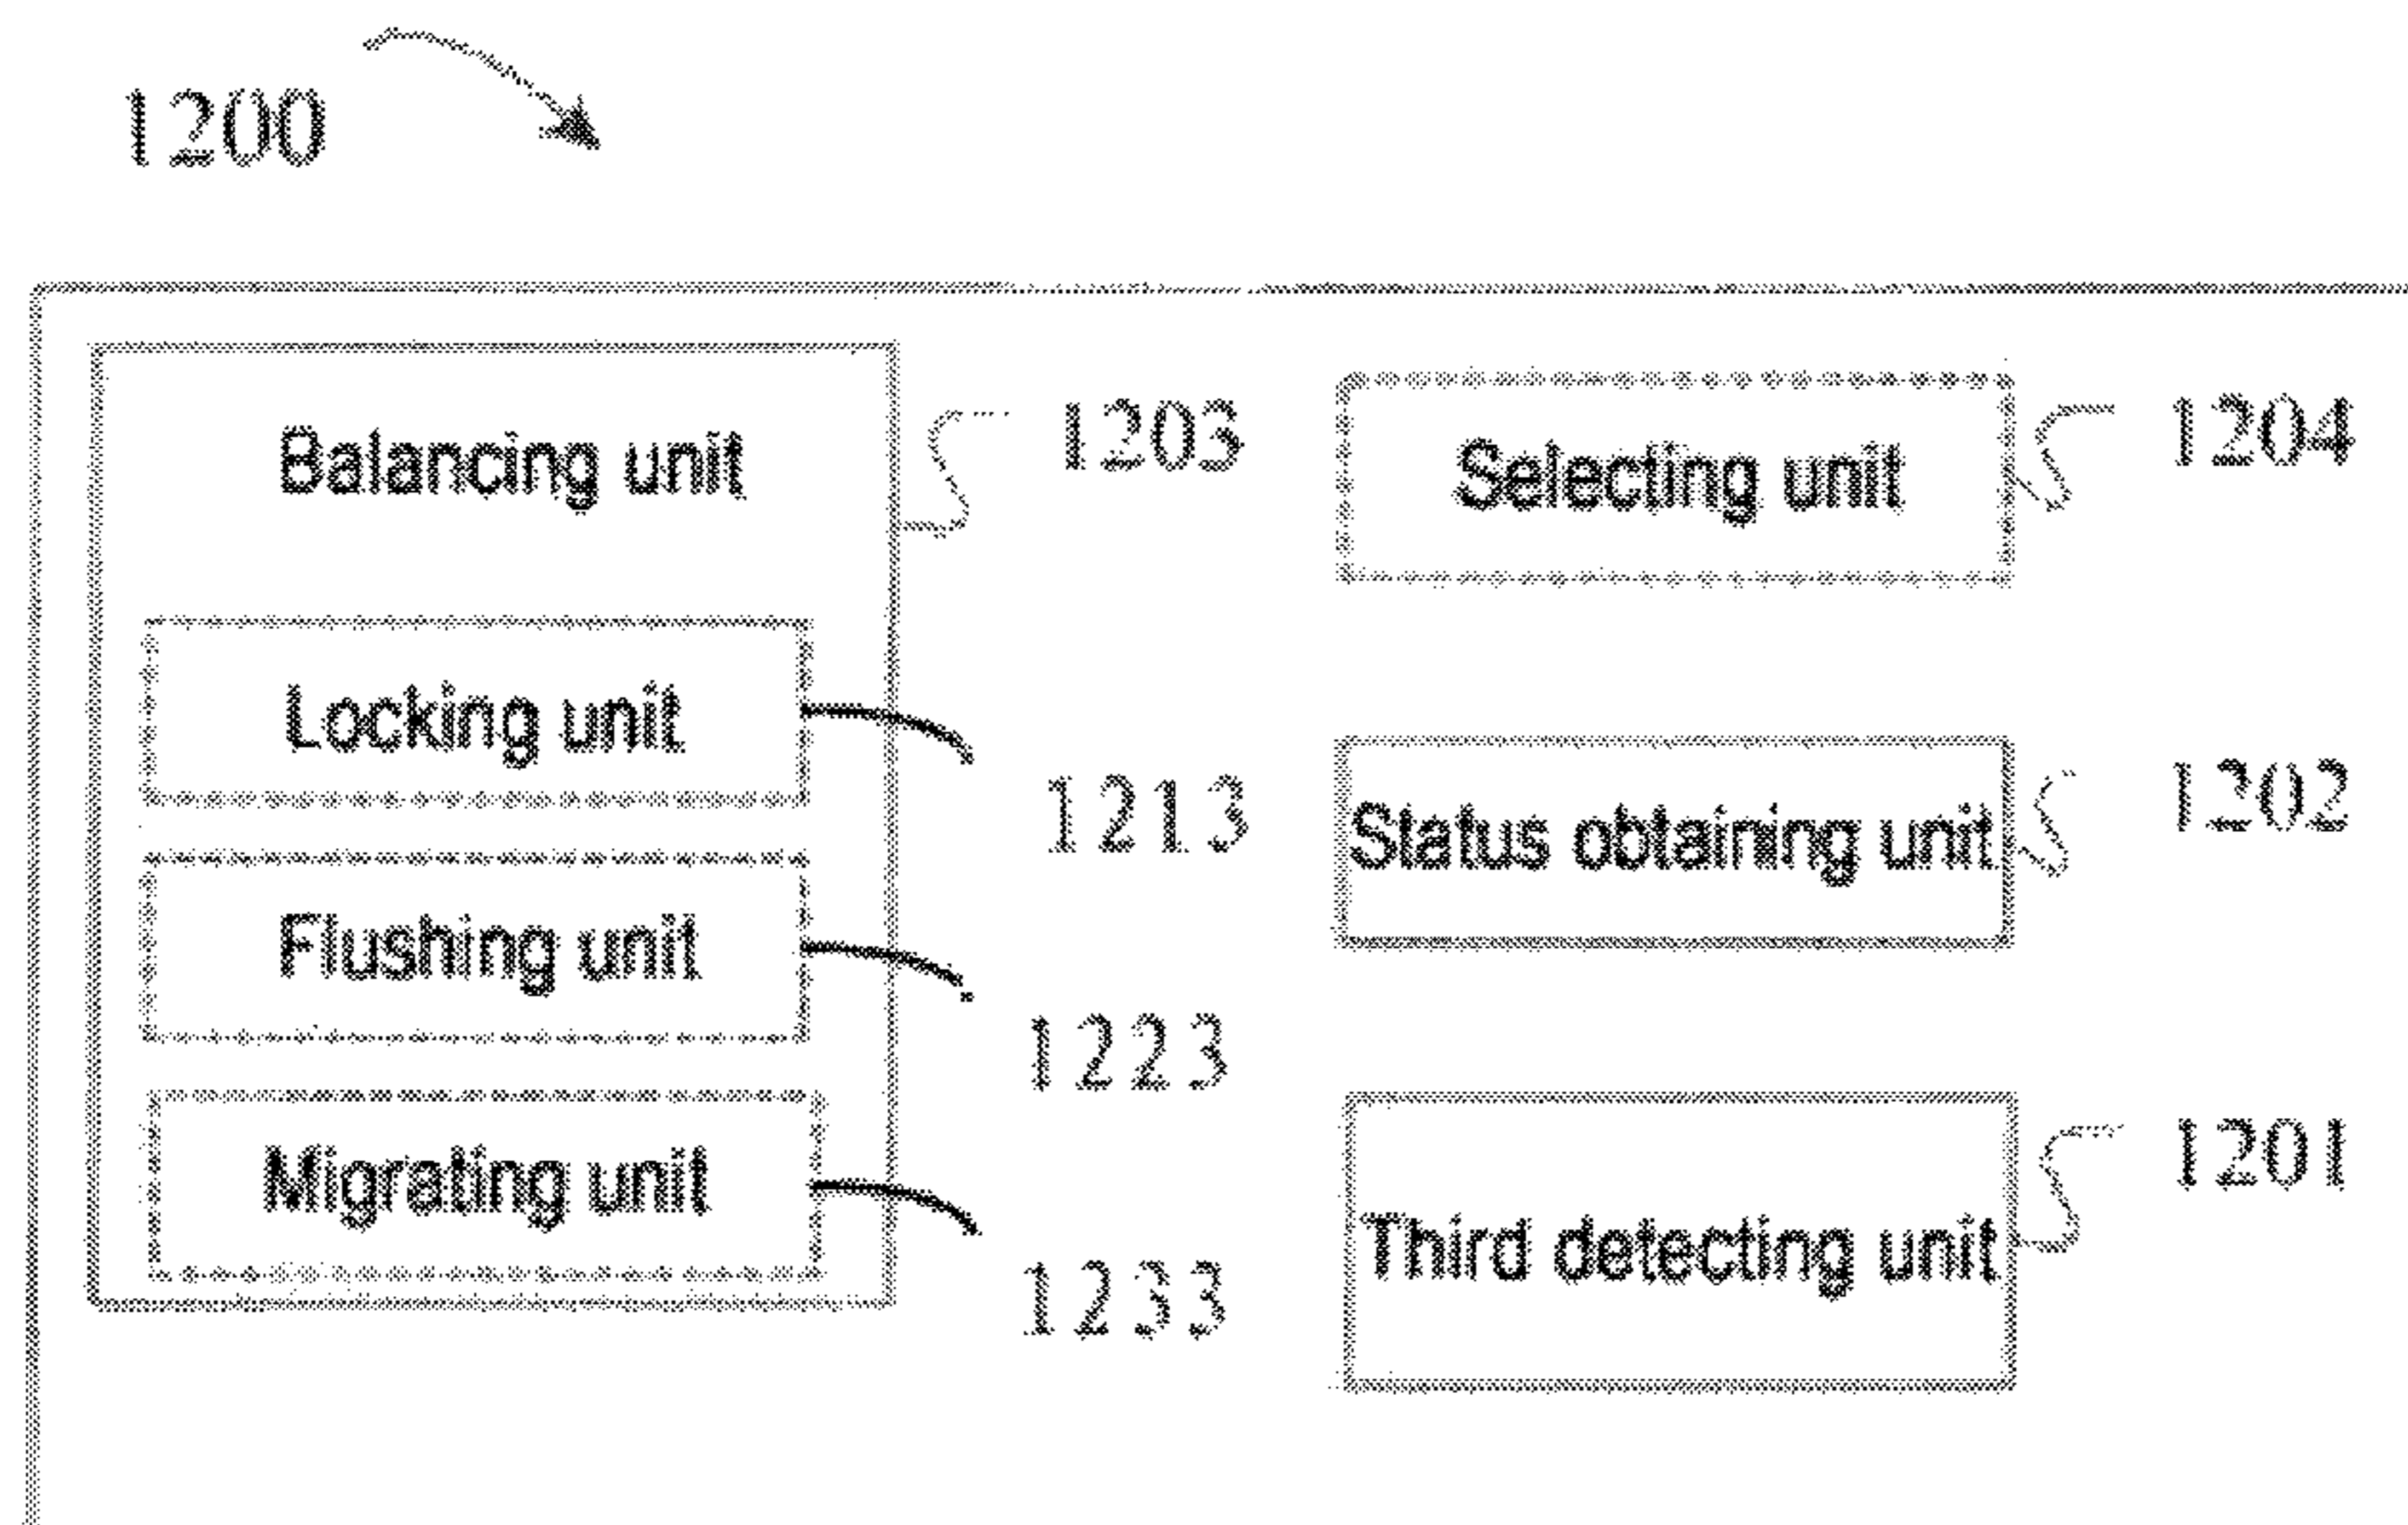 1200
Balancing unit
1203
Locking unit
1213
Flushing unit
1223
Migrating unit
1233
Selecting unit
1204
Status obtaining unit
1202
Third detecting unit
1201